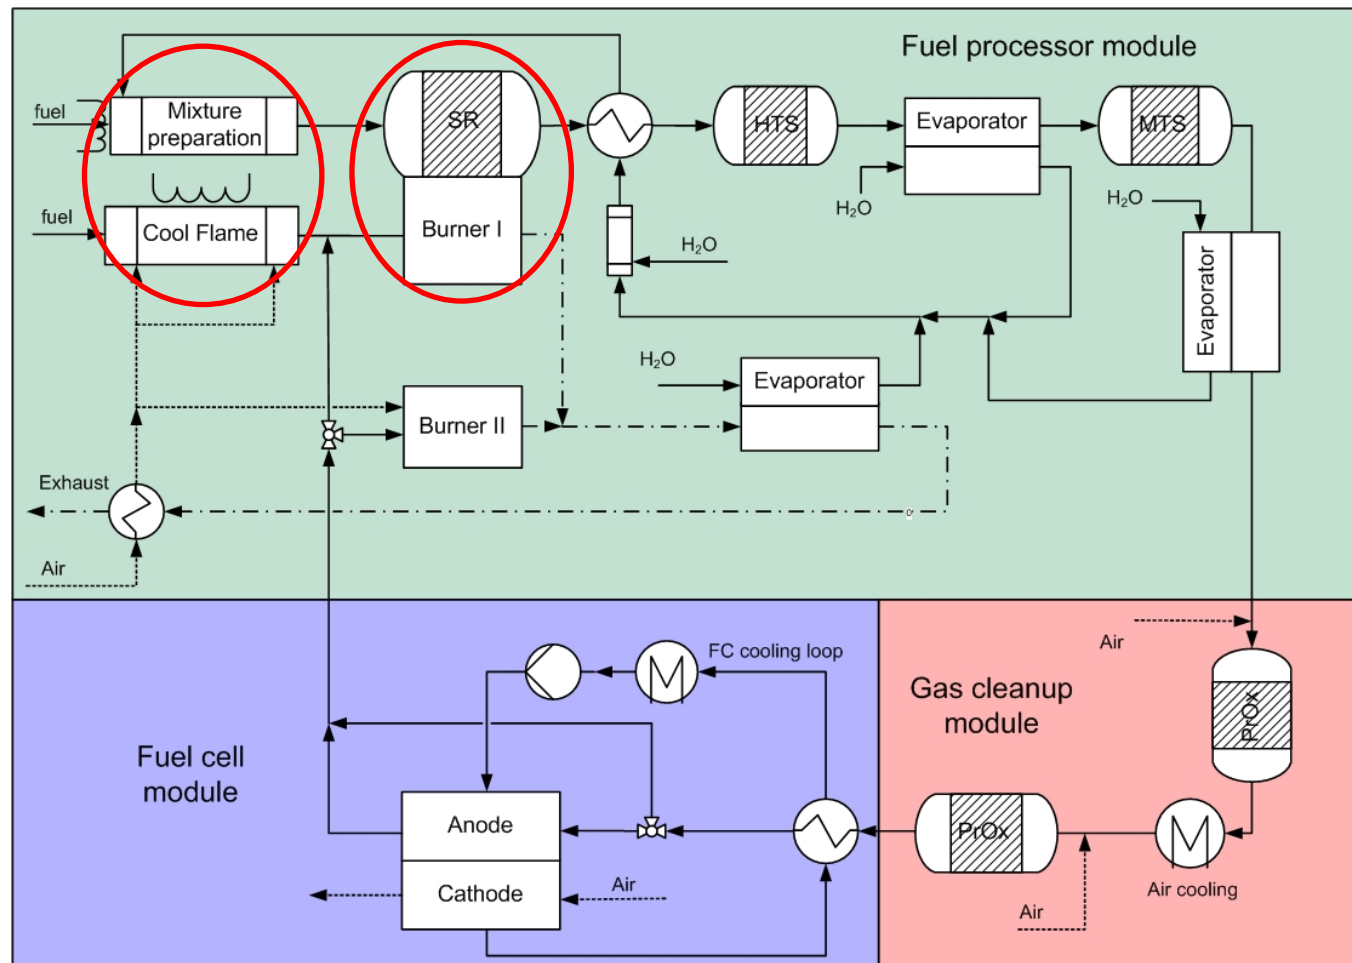 Fuel processor module
fuel
Mixture
preparation
SR
HTS
Evaporator
MTS
H₂O
H₂O
fuel
Cool Flame
Burner I
H₂O
Evaporator
H₂O
Evaporator
Burner II
Exhaust
Air
FC cooling loop
Air
Gas cleanup
module
PrOx
Fuel cell
module
Anode
PrOx
Cathode
Air
Air cooling
Air